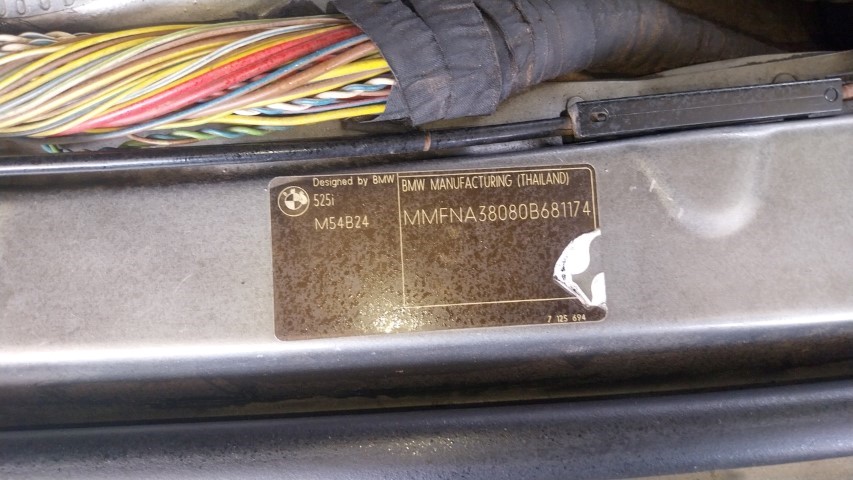 Designed by BMW
525i
M54B24
BMW MANUFACTURING (THAILAND)
MMFNA38080B681174
7 125 694